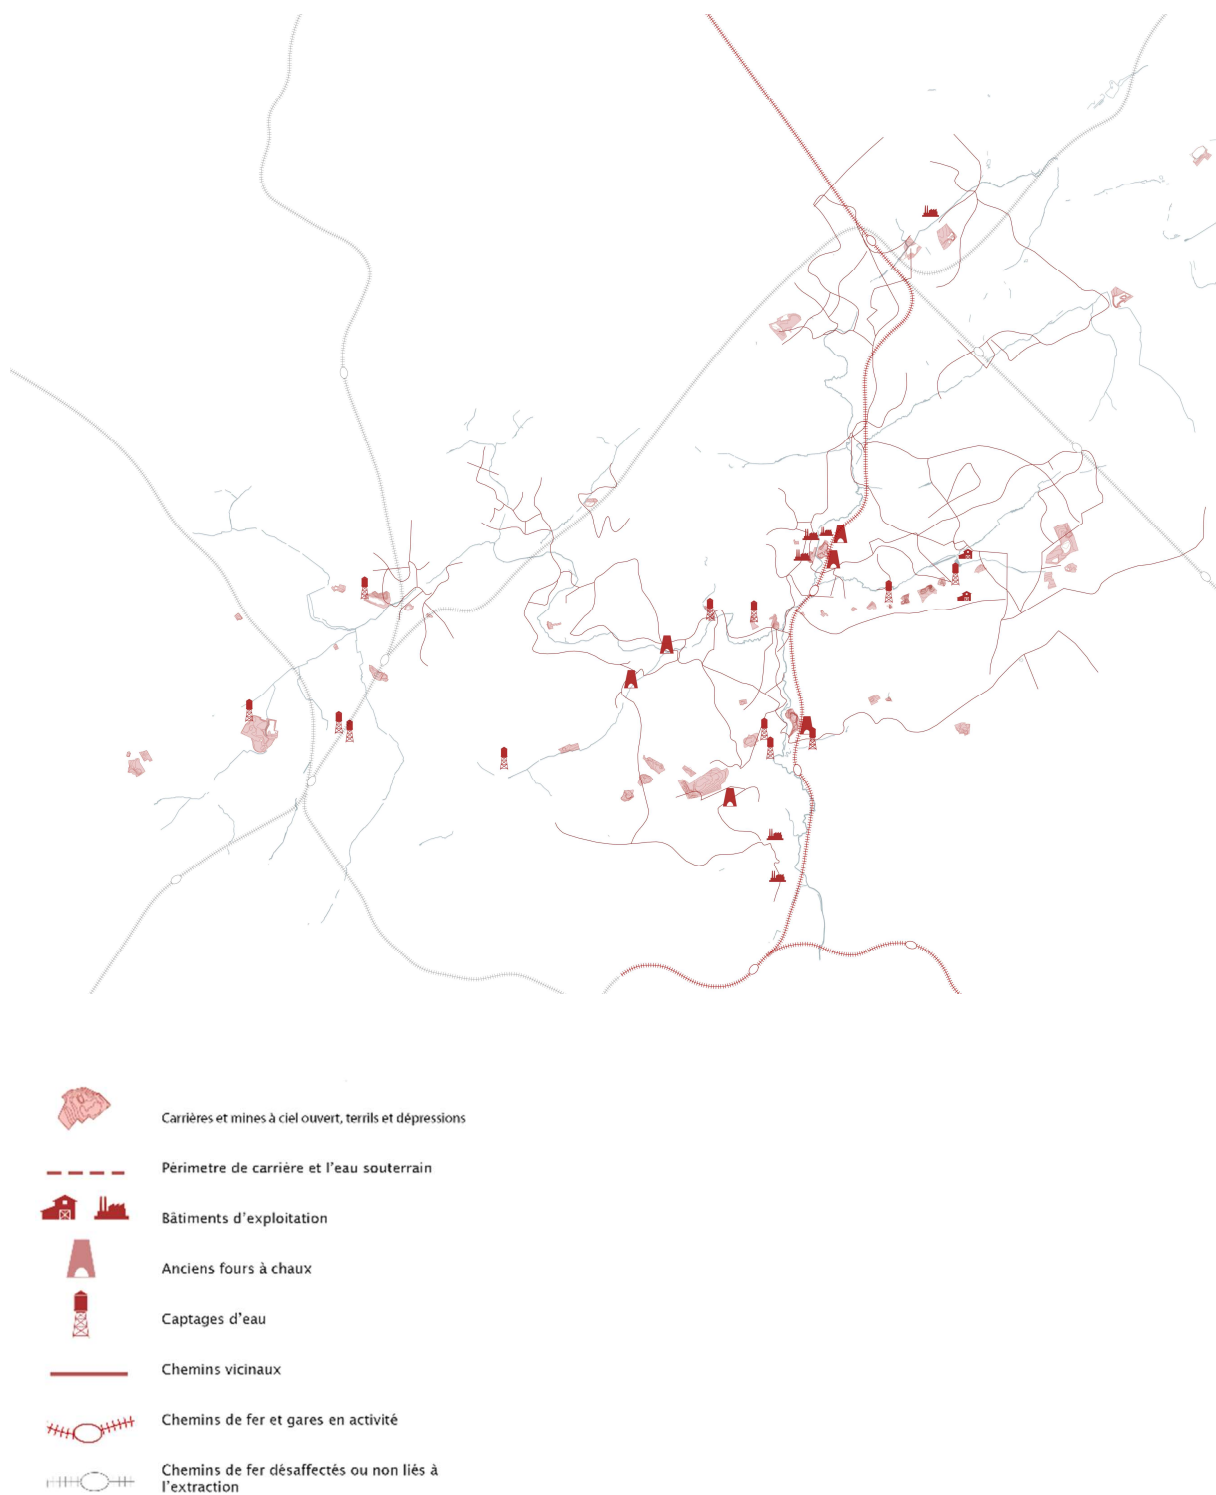 Carrières et mines à ciel ouvert, terrils et dépressions
Périmetre de carrière et l'eau souterrain
Bâtiments d'exploitation
Anciens fours à chaux
Captages d'eau
Chemins vicinaux
Chemins de fer et gares en activité
Chemins de fer désaffectés ou non liés à
l'extraction